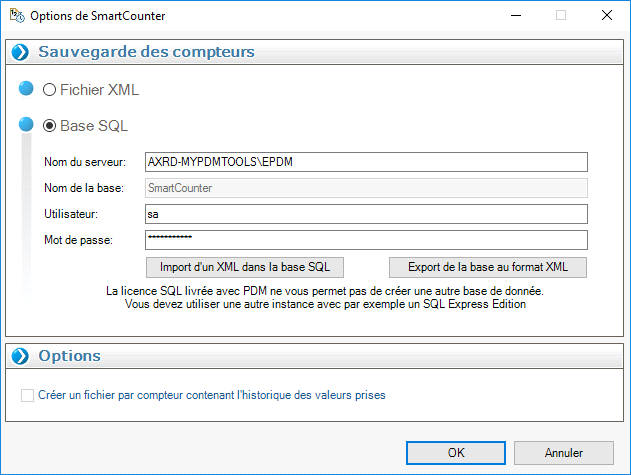 Options de SmartCounter
Sauvegarde des compteurs
Fichier XML
Base SQL
Nom du serveur: AXRD-MYPDMTOOLS\EPDM
Nom de la base: SmartCounter
Utilisateur: sa
Mot de passe: ***********
Import d'un XML dans la base SQL Export de la base au format XML
La licence SQL livrée avec PDM ne vous permet pas de créer une autre base de donnée.
Vous devez utiliser une autre instance avec par exemple un SQL Express Edition
Options
Créer un fichier par compteur contenant l'historique des valeurs prises
OK Annuler